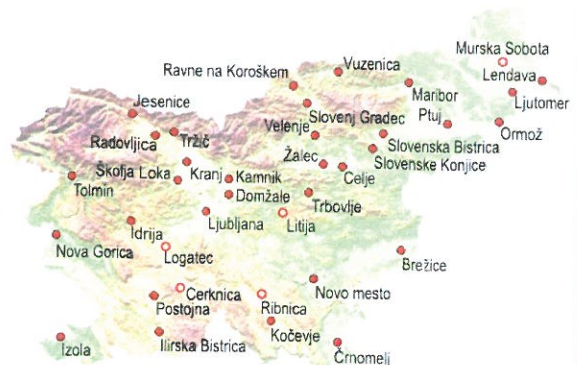 Murska Sobota
Vuzenica
Ravne na Koroškem
Lendava
Maribor
Ljutomer
Jesenice
Slovenj Gradec
Ptuj
Velenje
Ormož
Radovljica
Tržič
Slovenska Bistrica
Žalec
Slovenske Konjice
Škofja Loka
Kranj
Kamnik
Celje
Tolmin
Domžale
Trbovlje
Ljubljana
Litija
Idrija
Nova Gorica
Logatec
Brežice
Cerknica
Novo mesto
Postojna
Ribnica
Kočevje
Izola
Ilirska Bistrica
Črnomelj